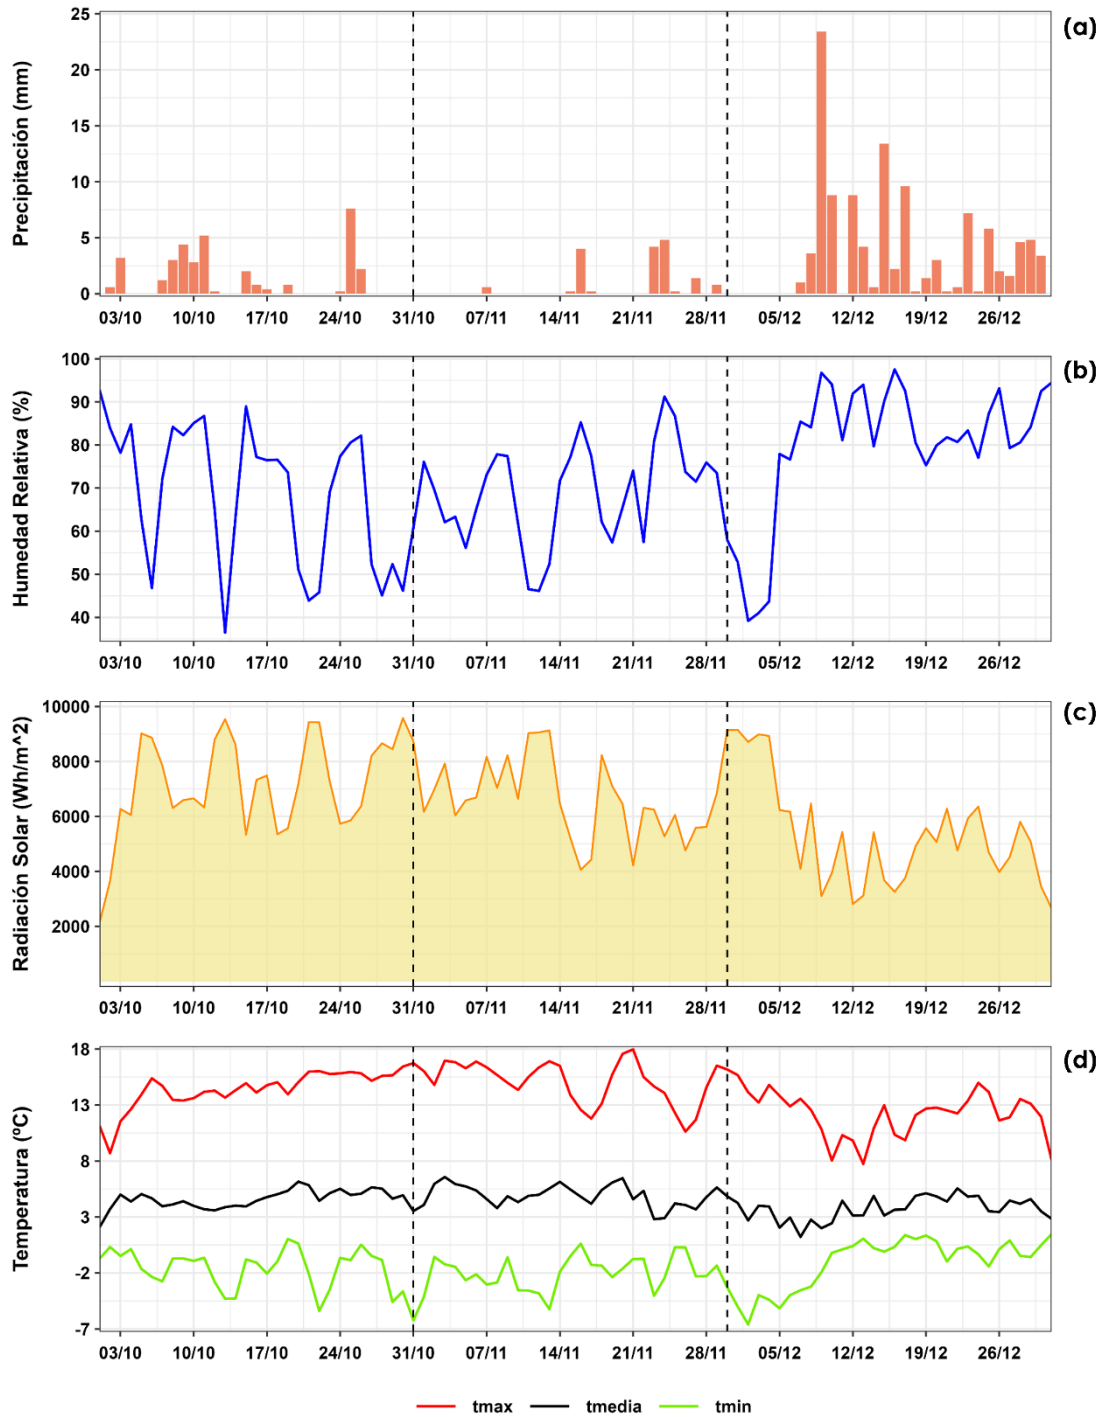 (a)
Precipitación (mm)
25
20
15
10
5
0
03/10 10/10 17/10 24/10 31/10 07/11 14/11 21/11 28/11 05/12 12/12 19/12 26/12
(b)
Humedad Relativa (%)
100
90
80
70
60
50
40
03/10 10/10 17/10 24/10 31/10 07/11 14/11 21/11 28/11 05/12 12/12 19/12 26/12
(c)
Radiación Solar (Wh/m^2)
10000
8000
6000
4000
2000
03/10 10/10 17/10 24/10 31/10 07/11 14/11 21/11 28/11 05/12 12/12 19/12 26/12
(d)
Temperatura (ºC)
18
13
8
3
-2
-7
03/10 10/10 17/10 24/10 31/10 07/11 14/11 21/11 28/11 05/12 12/12 19/12 26/12
tmax tmedia tmin